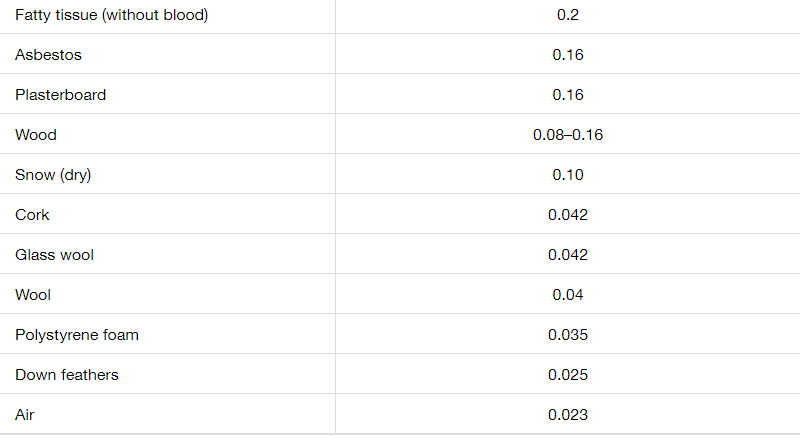 Fatty tissue (without blood) 0.2
Asbestos 0.16
Plasterboard 0.16
Wood 0.08–0.16
Snow (dry) 0.10
Cork 0.042
Glass wool 0.042
Wool 0.04
Polystyrene foam 0.035
Down feathers 0.025
Air 0.023